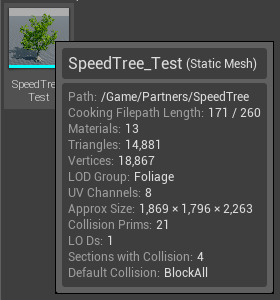 SpeedTree_Test (Static Mesh)
SpeedTre
Test
Path: /Game/Partners/SpeedTree
Cooking Filepath Length: 171 / 260
Materials: 13
Triangles: 14,881
Vertices: 18,867
LOD Group: Foliage
UV Channels: 8
Approx Size: 1,869 × 1,796 × 2,263
Collision Prims: 21
LO Ds: 1
Sections with Collision: 4
Default Collision: BlockAll